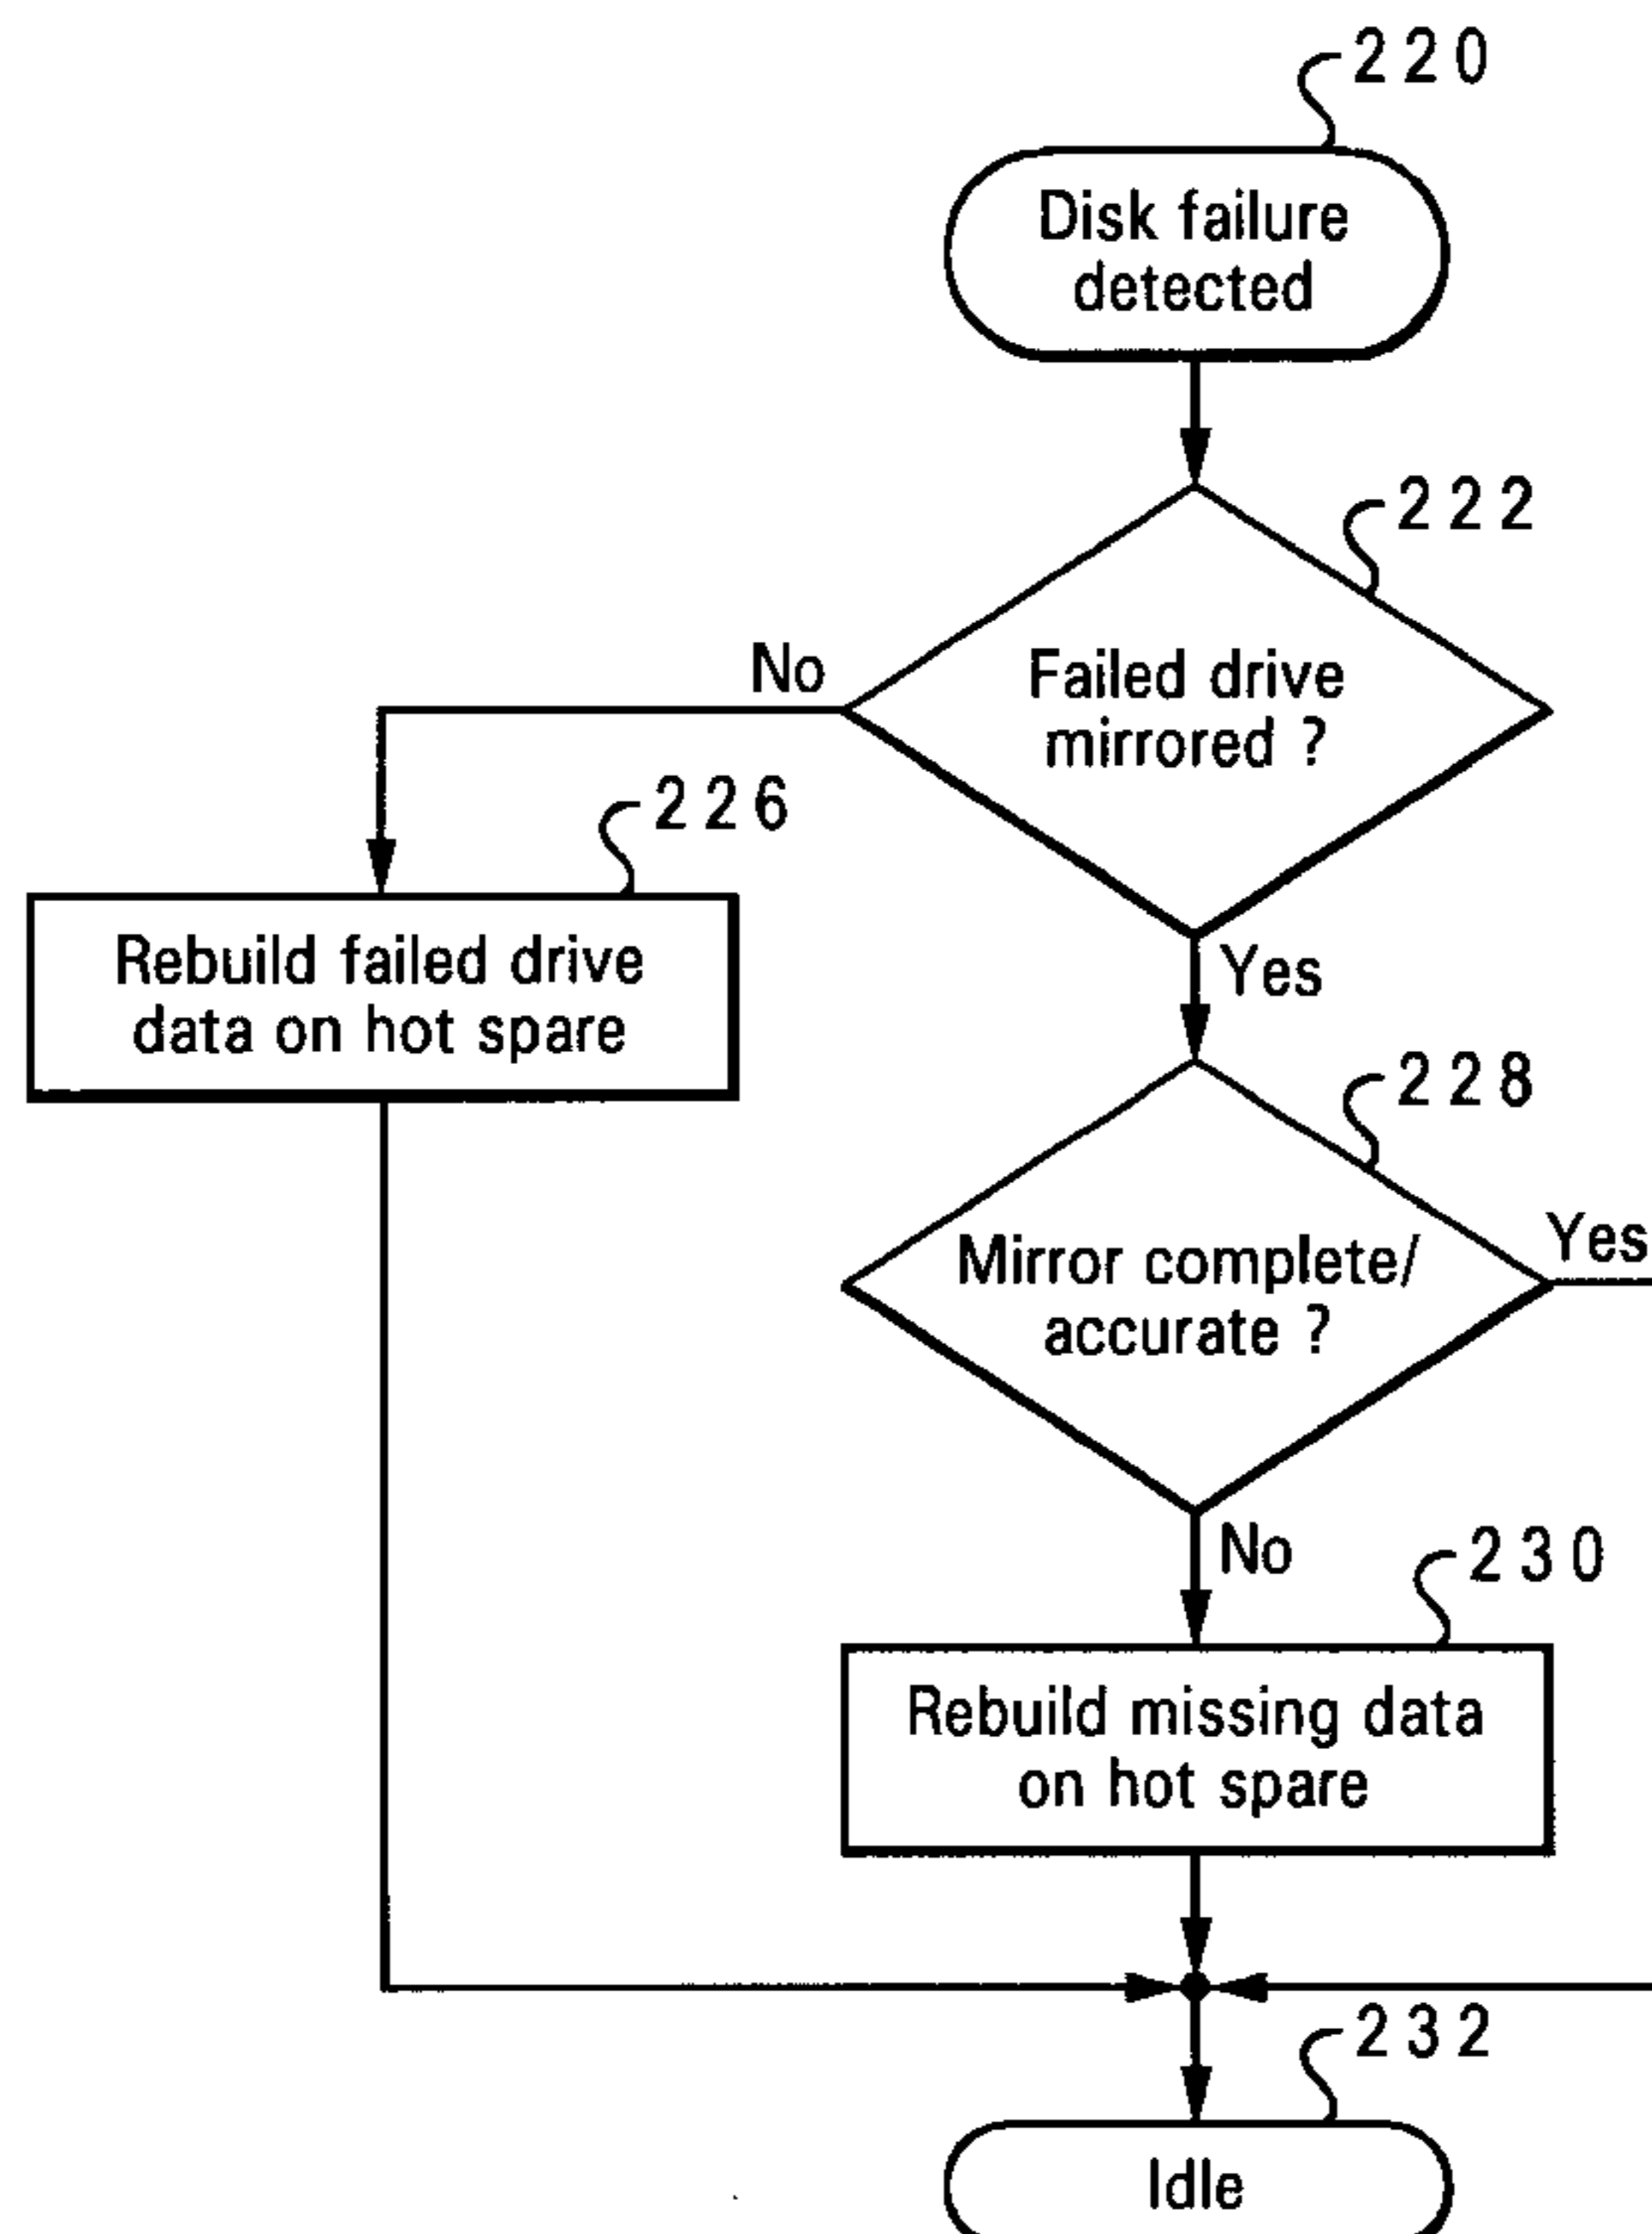 220
Disk failure
detected
222
Failed drive
mirrored ?
No
226
Rebuild failed drive
data on hot spare
Yes
228
Mirror complete/
accurate ?
Yes
No
230
Rebuild missing data
on hot spare
232
Idle